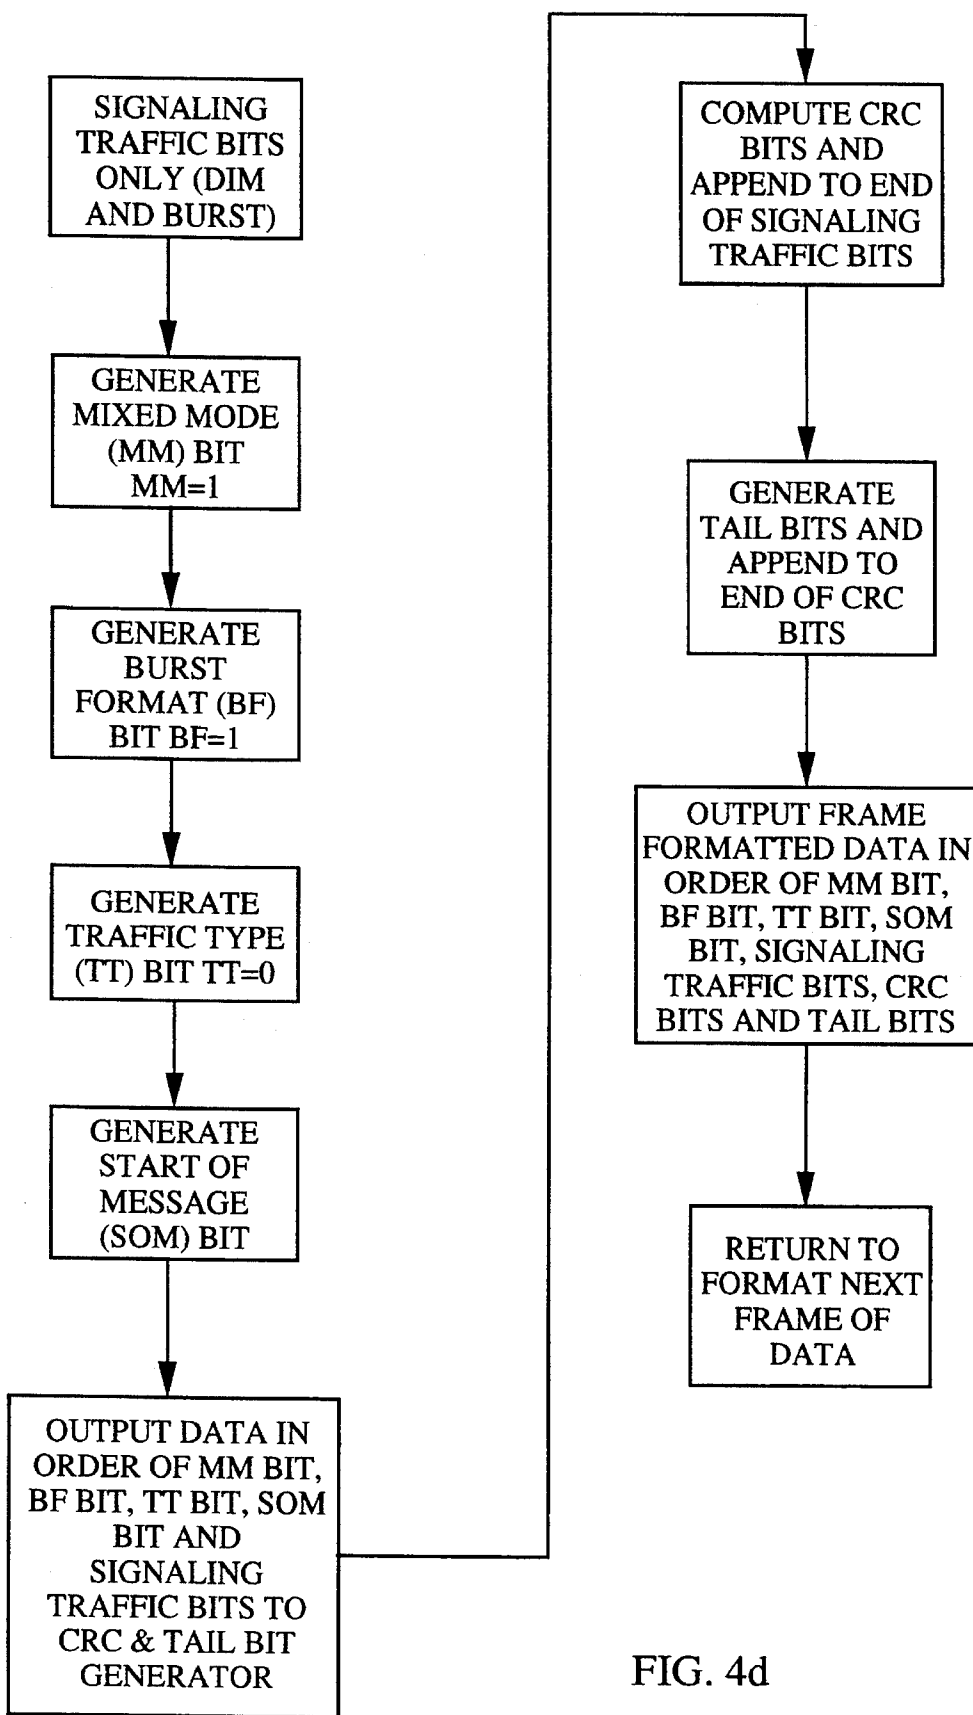 SIGNALING
TRAFFIC BITS
ONLY (DIM
AND BURST)
GENERATE
MIXED MODE
(MM) BIT
MM=1
GENERATE
BURST
FORMAT (BF)
BIT BF=1
GENERATE
TRAFFIC TYPE
(TT) BIT TT=0
GENERATE
START OF
MESSAGE
(SOM) BIT
OUTPUT DATA IN
ORDER OF MM BIT,
BF BIT, TT BIT, SOM
BIT AND
SIGNALING
TRAFFIC BITS TO
CRC & TAIL BIT
GENERATOR
COMPUTE CRC
BITS AND
APPEND TO END
OF SIGNALING
TRAFFIC BITS
GENERATE
TAIL BITS AND
APPEND TO
END OF CRC
BITS
OUTPUT FRAME
FORMATTED DATA IN
ORDER OF MM BIT,
BF BIT, TT BIT, SOM
BIT, SIGNALING
TRAFFIC BITS, CRC
BITS AND TAIL BITS
RETURN TO
FORMAT NEXT
FRAME OF
DATA
FIG. 4d